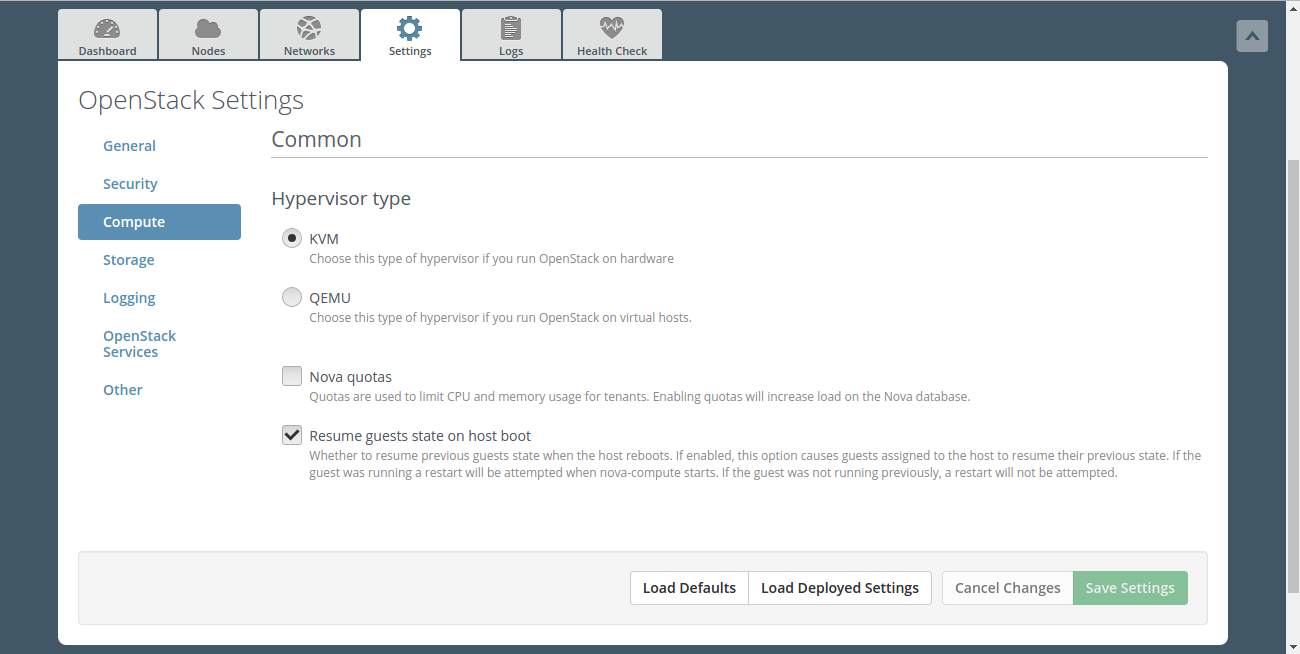 Dashboard
Nodes
Networks
Settings
Logs
Health Check
OpenStack Settings
General
Security
Compute
Storage
Logging
OpenStack
Services
Other
Common
Hypervisor type
KVM
Choose this type of hypervisor if you run OpenStack on hardware
QEMU
Choose this type of hypervisor if you run OpenStack on virtual hosts.
Nova quotas
Quotas are used to limit CPU and memory usage for tenants. Enabling quotas will increase load on the Nova database.
Resume guests state on host boot
Whether to resume previous guests state when the host reboots. If enabled, this option causes guests assigned to the host to resume their previous state. If the
guest was running a restart will be attempted when nova-compute starts. If the guest was not running previously, a restart will not be attempted.
Load Defaults
Load Deployed Settings
Cancel Changes
Save Settings